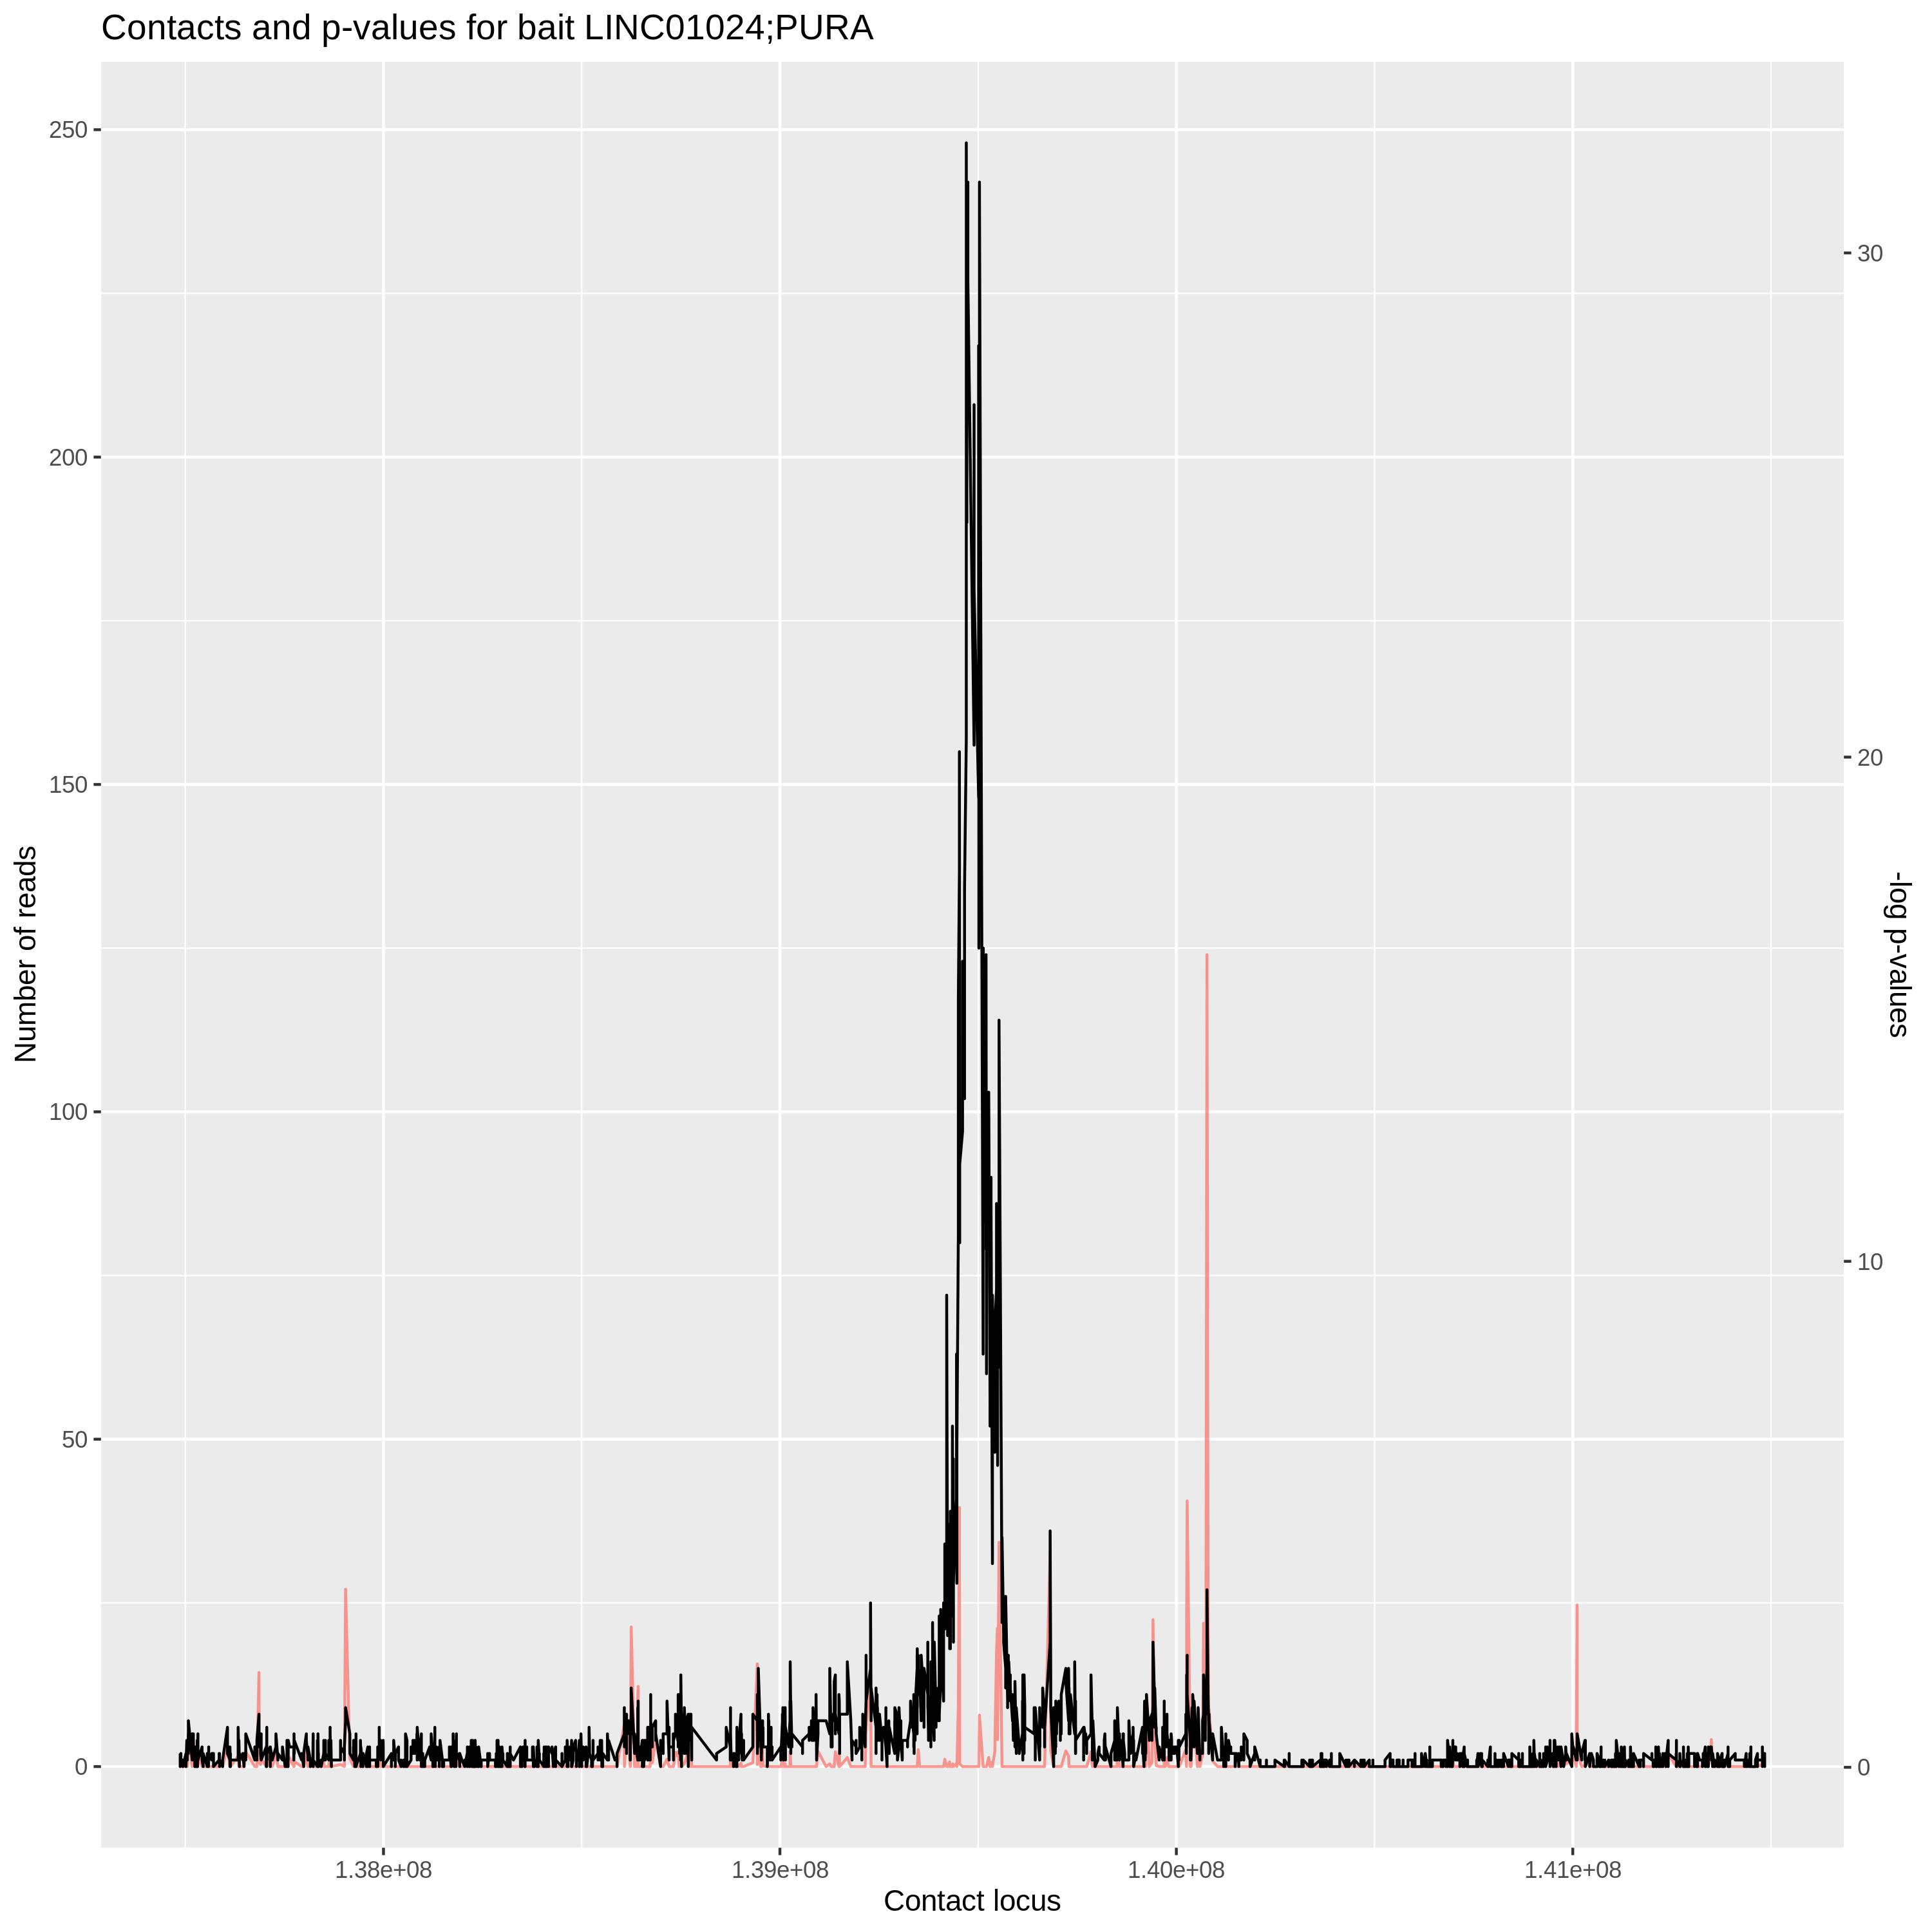 Contacts and p-values for bait LINC01024;PURA
250
200
150
100
50
0
Number of reads
30
20
10
0
-log p-values
1.38e+08
1.39e+08
1.40e+08
1.41e+08
Contact locus